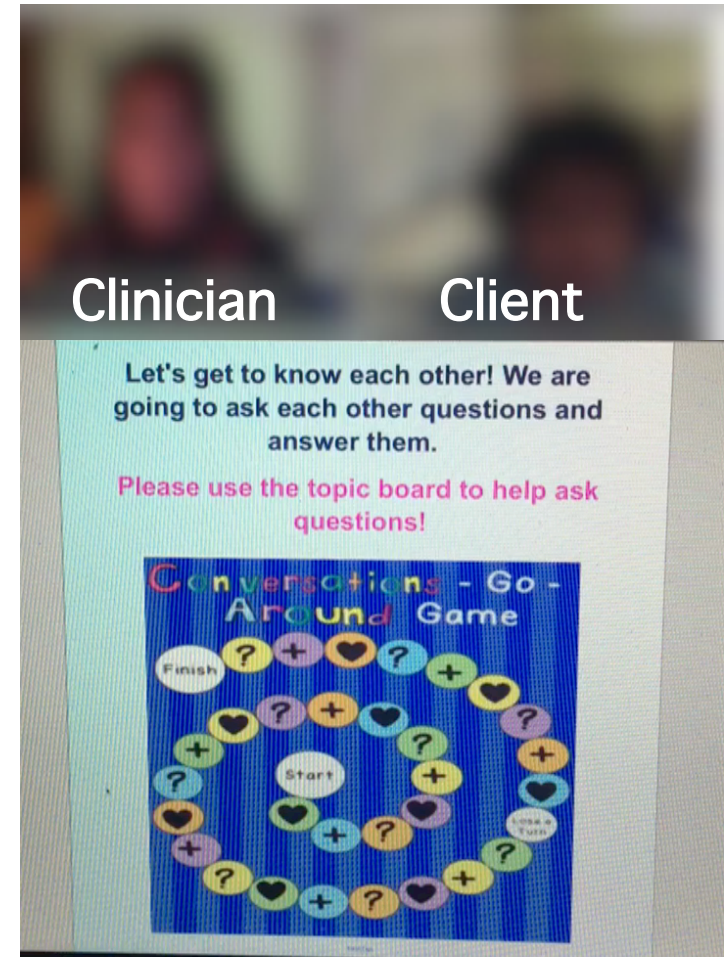 Clinician
Client
Let's get to know each other! We are
going to ask each other questions and
answer them.
Please use the topic board to help ask
questions!
Conversations - Go -
Around Game
Finish ? + ? +
?
? +
+ ?
+
? Start +
?
Lose a
Turn
+ + ?
?
? + ? +